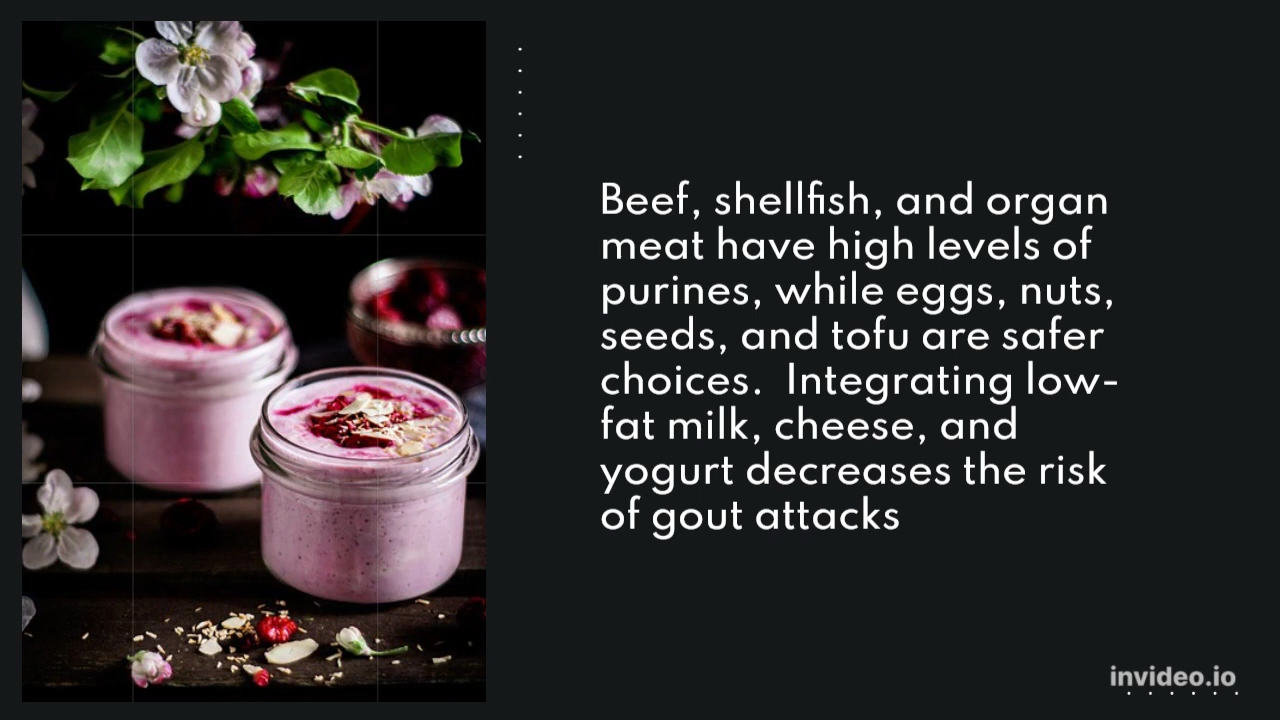 Beef, shellfish, and organ
meat have high levels of
purines, while eggs, nuts,
seeds, and tofu are safer
choices.  Integrating low-
fat milk, cheese, and
yogurt decreases the risk
of gout attacks
invideo.io